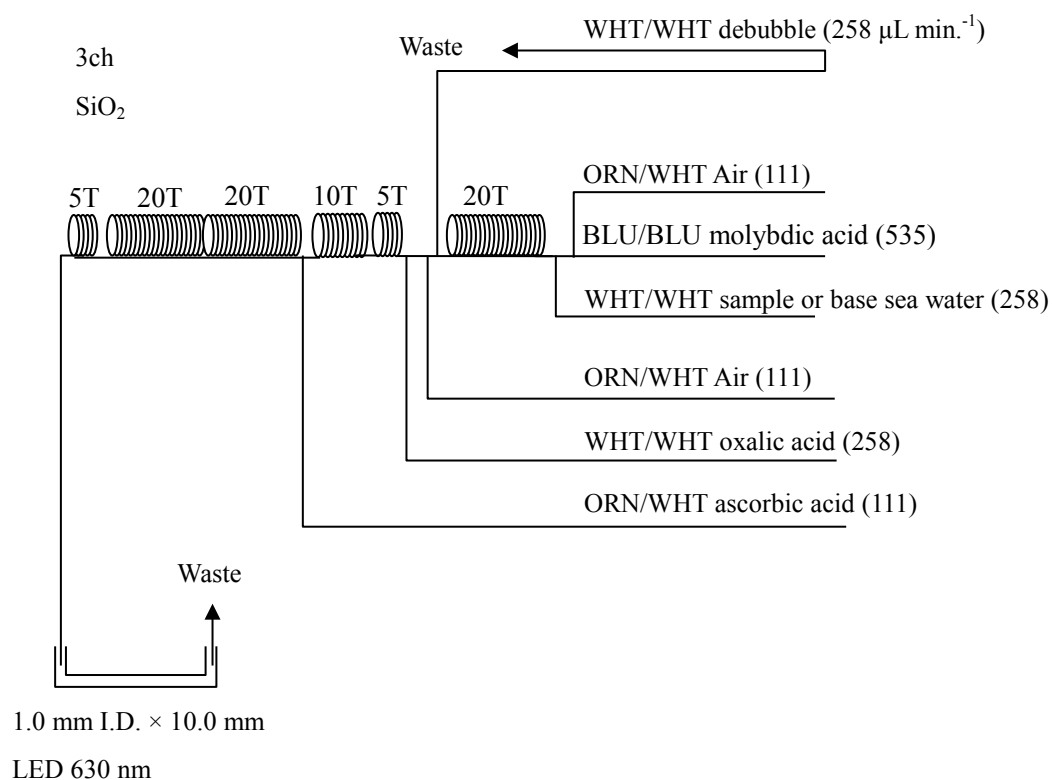 WHT/WHT debubble (258 μL min.⁻¹)
Waste
3ch
SiO₂
ORN/WHT Air (111)
5T 20T 20T 10T 5T 20T
BLU/BLU molybdic acid (535)
WHT/WHT sample or base sea water (258)
ORN/WHT Air (111)
WHT/WHT oxalic acid (258)
ORN/WHT ascorbic acid (111)
Waste
1.0 mm I.D. × 10.0 mm
LED 630 nm